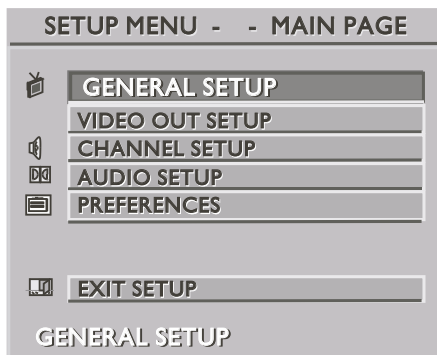 SETUP MENU - - MAIN PAGE
GENERAL SETUP
VIDEO OUT SETUP
CHANNEL SETUP
AUDIO SETUP
PREFERENCES
EXIT SETUP
GENERAL SETUP